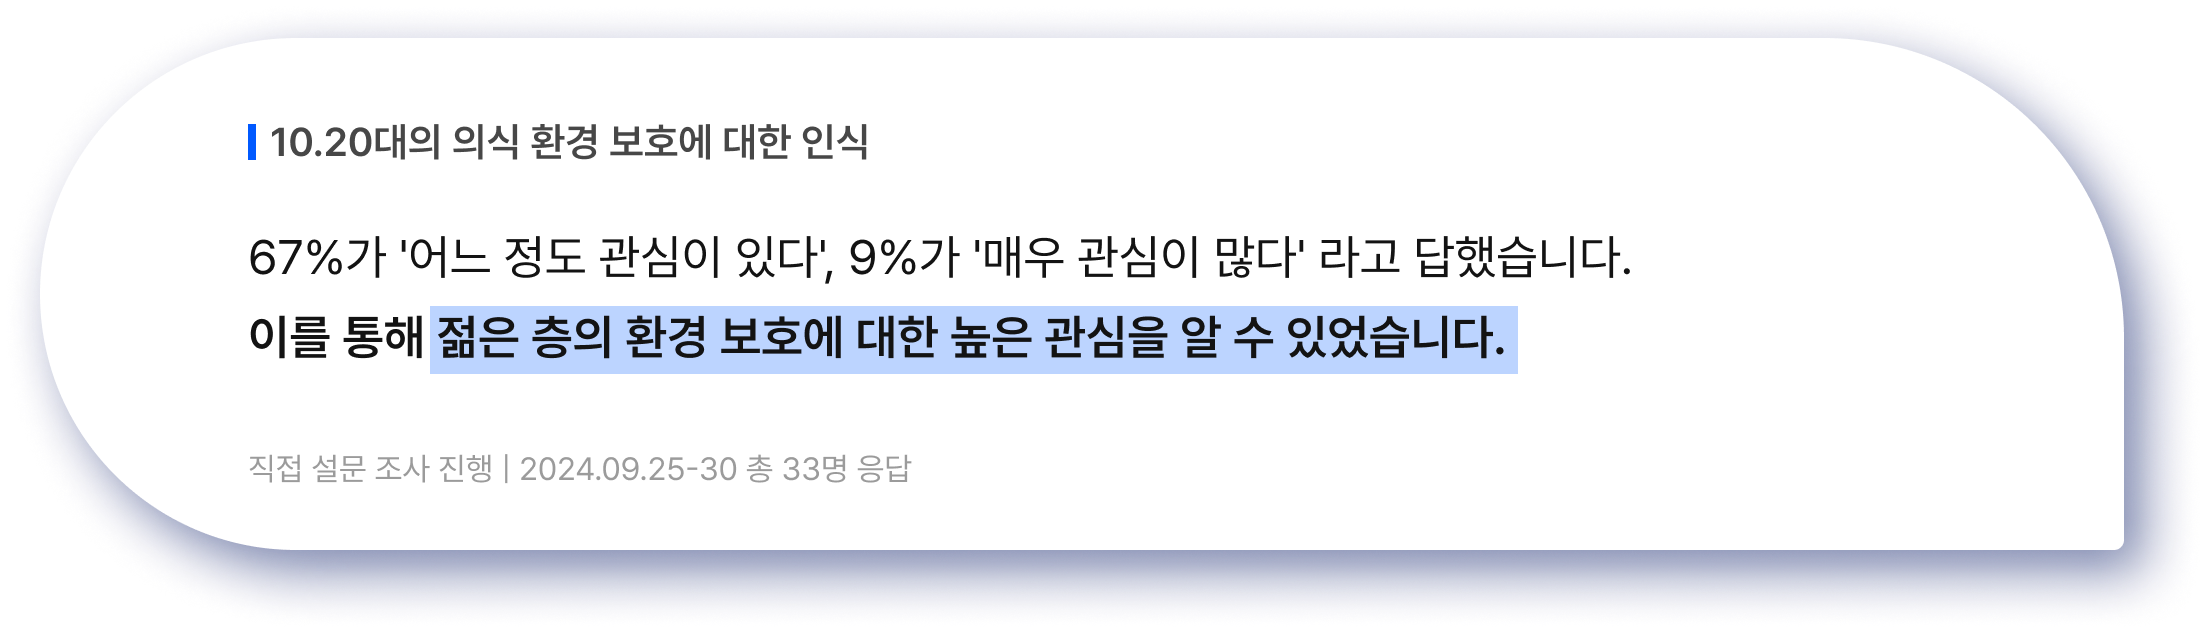 10.20대의 의식 환경 보호에 대한 인식
67%가 '어느 정도 관심이 있다', 9%가 '매우 관심이 많다' 라고 답했습니다.
이를 통해 젊은 층의 환경 보호에 대한 높은 관심을 알 수 있었습니다.
직접 설문 조사 진행 | 2024.09.25-30 총 33명 응답